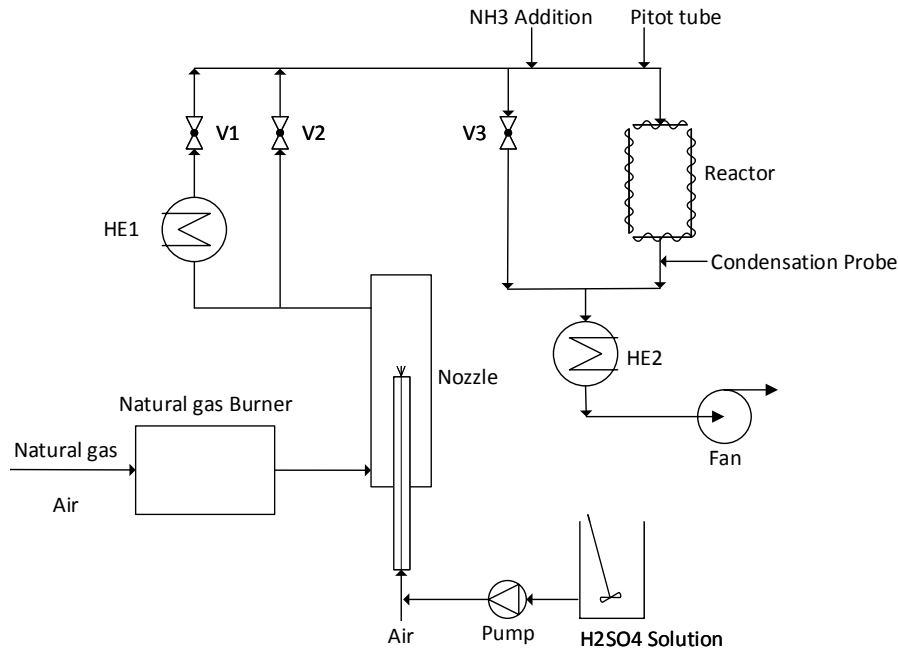 NH3 Addition
Pitot tube
V1
V2
V3
Reactor
HE1
Condensation Probe
HE2
Nozzle
Natural gas Burner
Natural gas
Fan
Air
Air
Pump
H2SO4 Solution